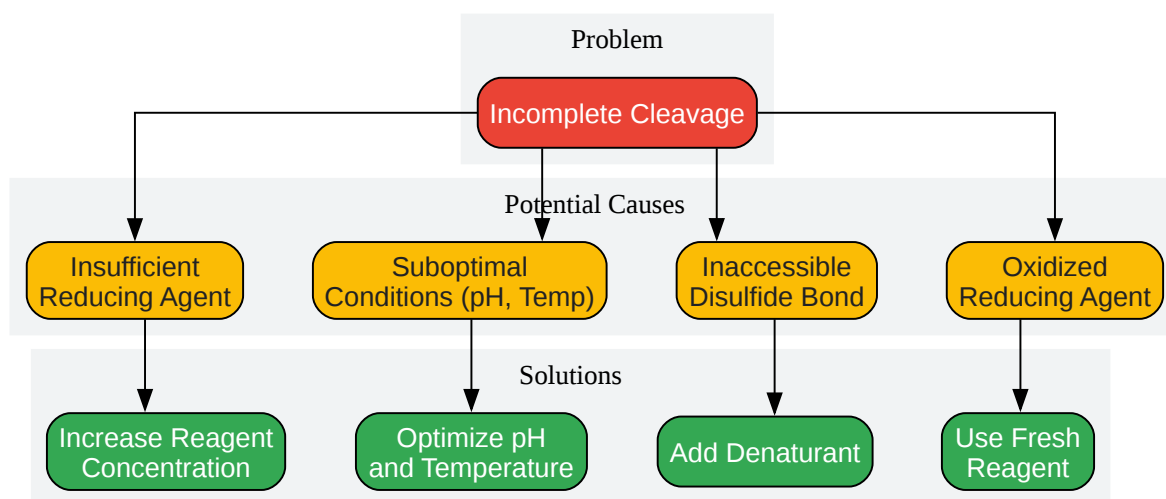 Problem
Incomplete Cleavage
Potential Causes
Insufficient
Reducing Agent
Suboptimal
Conditions (pH, Temp)
Inaccessible
Disulfide Bond
Oxidized
Reducing Agent
Solutions
Increase Reagent
Concentration
Optimize pH
and Temperature
Add Denaturant
Use Fresh
Reagent